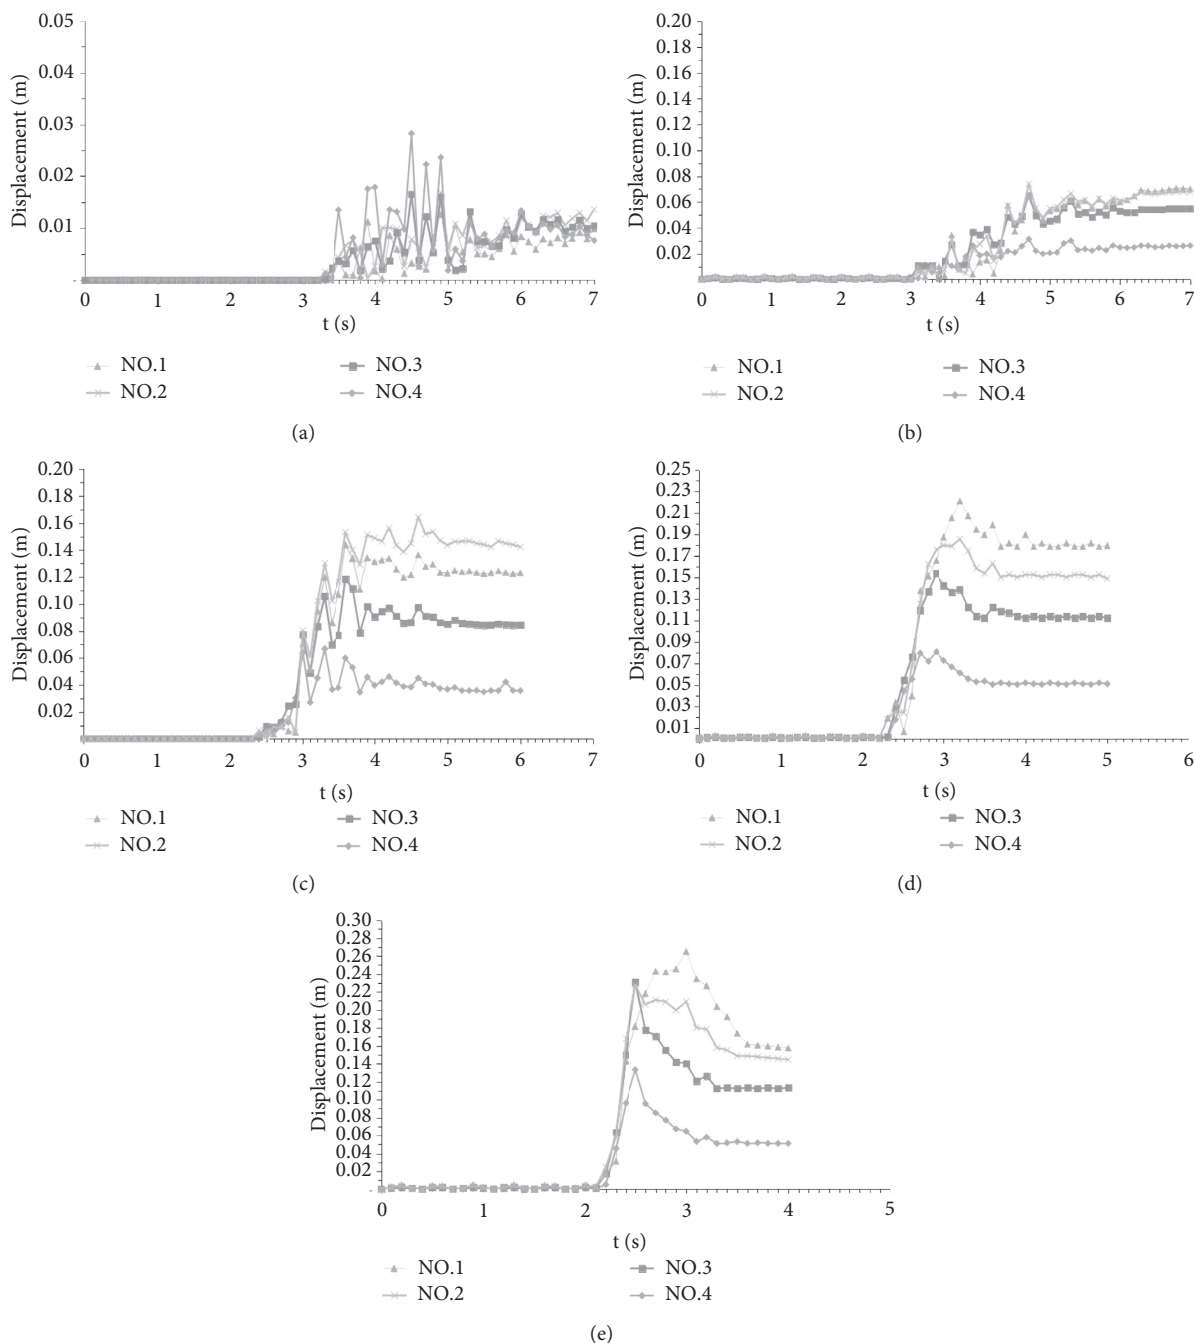 0.05
0.04
0.03
0.02
0.01
-
Displacement (m)
0 1 2 3 4 5 6 7
t (s)
NO.1 NO.3
NO.2 NO.4
(a)
0.20
0.18
0.16
0.14
0.12
0.10
0.08
0.06
0.04
0.02
-
Displacement (m)
0 1 2 3 4 5 6 7
t (s)
NO.1 NO.3
NO.2 NO.4
(b)
0.20
0.18
0.16
0.14
0.12
0.10
0.08
0.06
0.04
0.02
-
Displacement (m)
0 1 2 3 4 5 6 7
t (s)
NO.1 NO.3
NO.2 NO.4
(c)
0.25
0.23
0.21
0.19
0.17
0.15
0.13
0.11
0.09
0.07
0.05
0.03
0.01
Displacement (m)
0 1 2 3 4 5 6
t (s)
NO.1 NO.3
NO.2 NO.4
(d)
0.30
0.28
0.26
0.24
0.22
0.20
0.18
0.16
0.14
0.12
0.10
0.08
0.06
0.04
0.02
-
Displacement (m)
0 1 2 3 4 5
t (s)
NO.1 NO.3
NO.2 NO.4
(e)